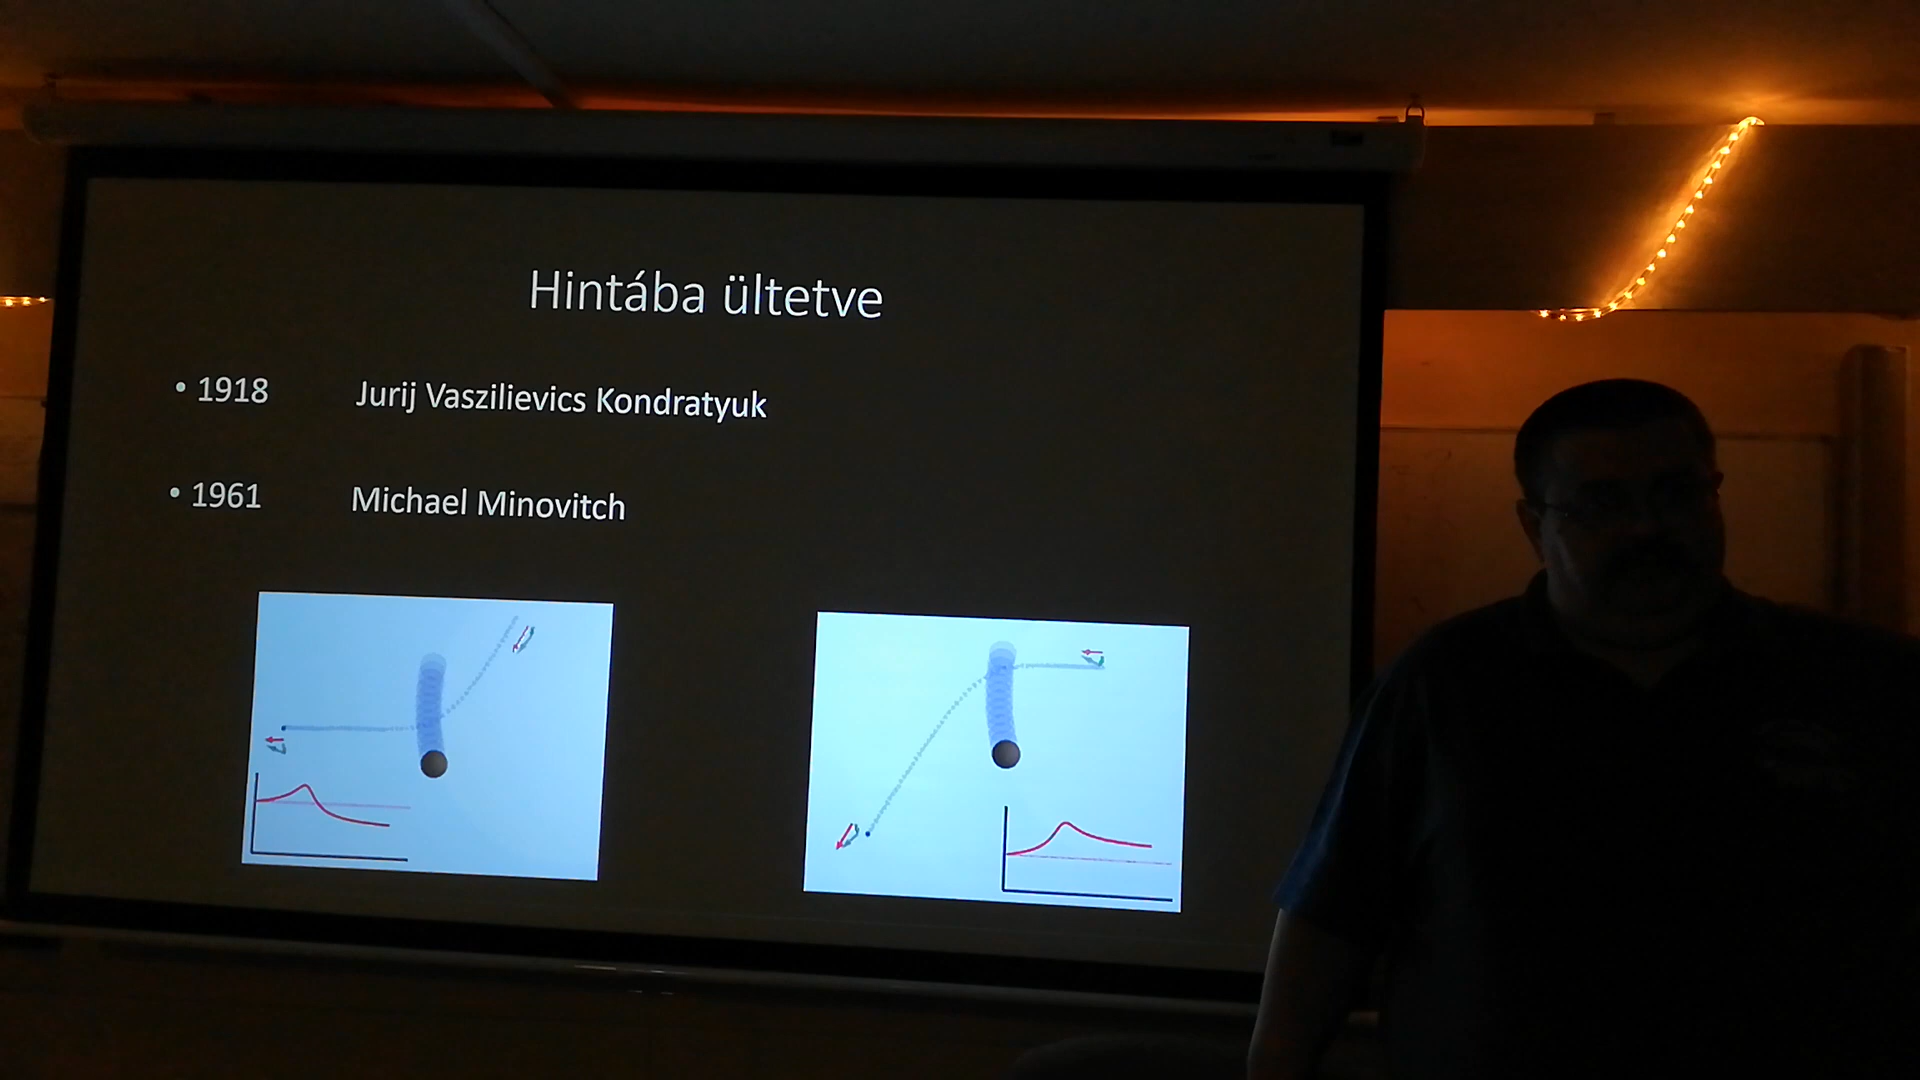 Hintába ültetve
• 1918 Jurij Vaszilievics Kondratyuk
• 1961 Michael Minovitch